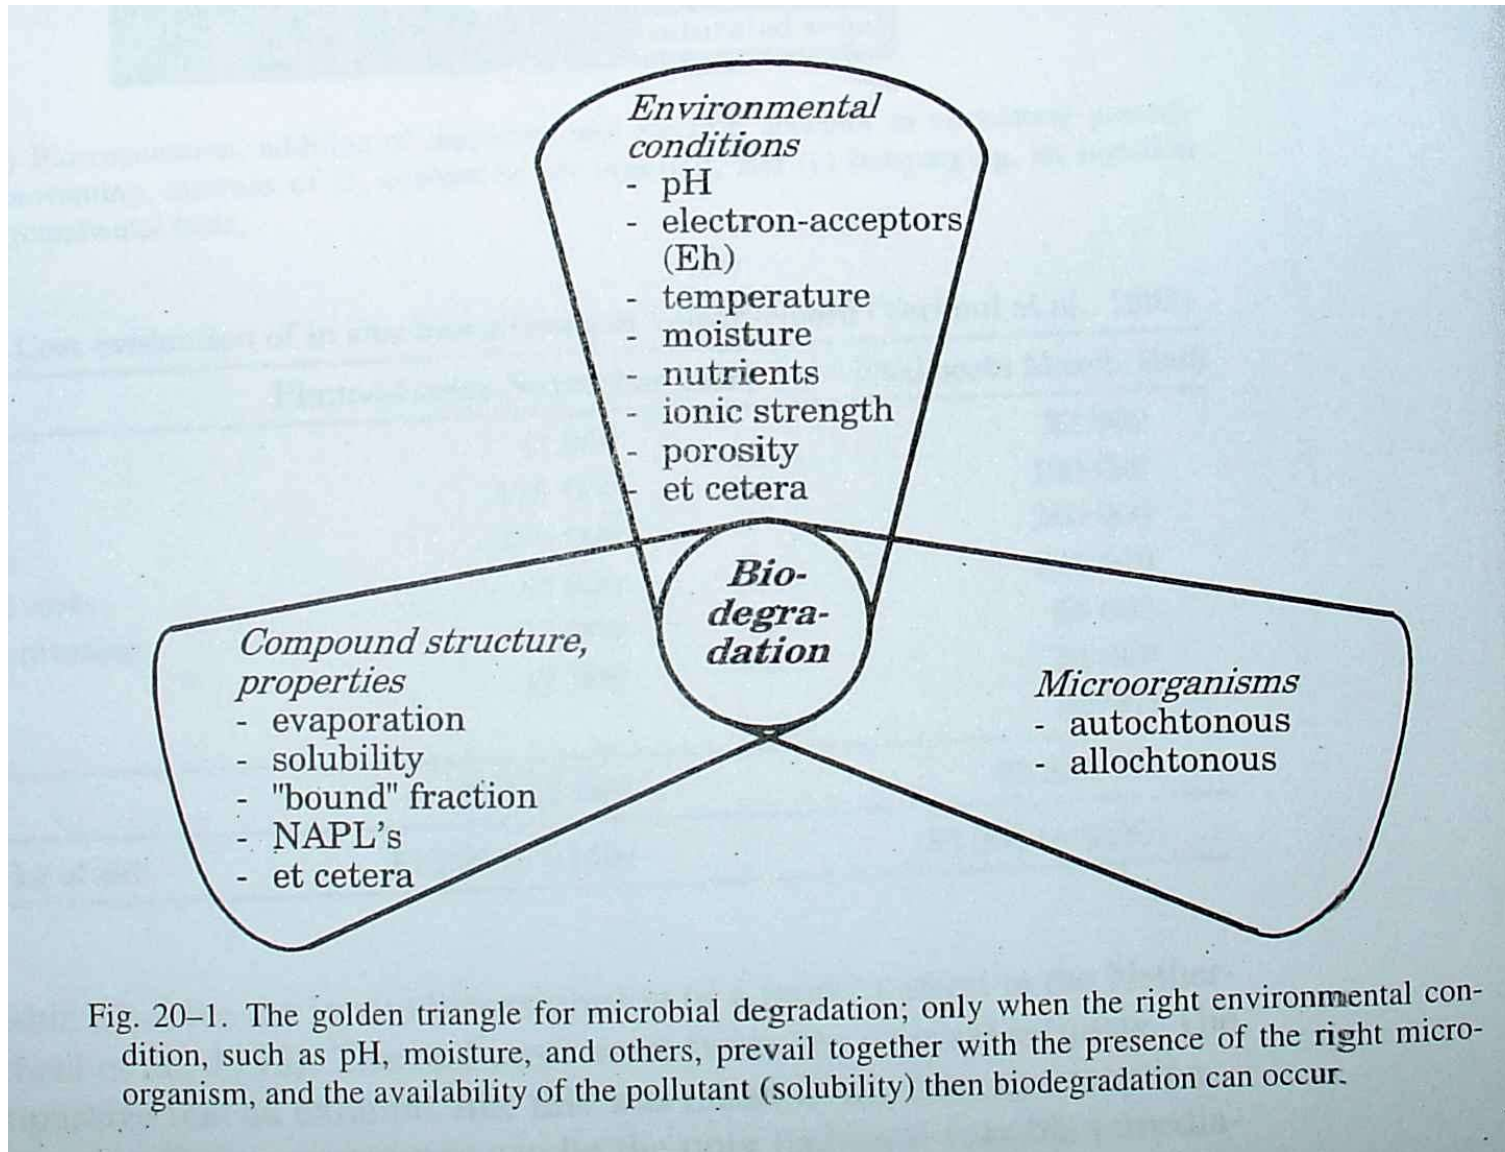 Environmental
conditions
- pH
- electron-acceptors
(Eh)
- temperature
- moisture
- nutrients
- ionic strength
- porosity
- et cetera
Bio-
degra-
dation
Compound structure,
properties
- evaporation
- solubility
- "bound" fraction
- NAPL's
- et cetera
Microorganisms
- autochtonous
- allochtonous
Fig. 20–1. The golden triangle for microbial degradation; only when the right environmental con-
dition, such as pH, moisture, and others, prevail together with the presence of the right micro-
organism, and the availability of the pollutant (solubility) then biodegradation can occur.